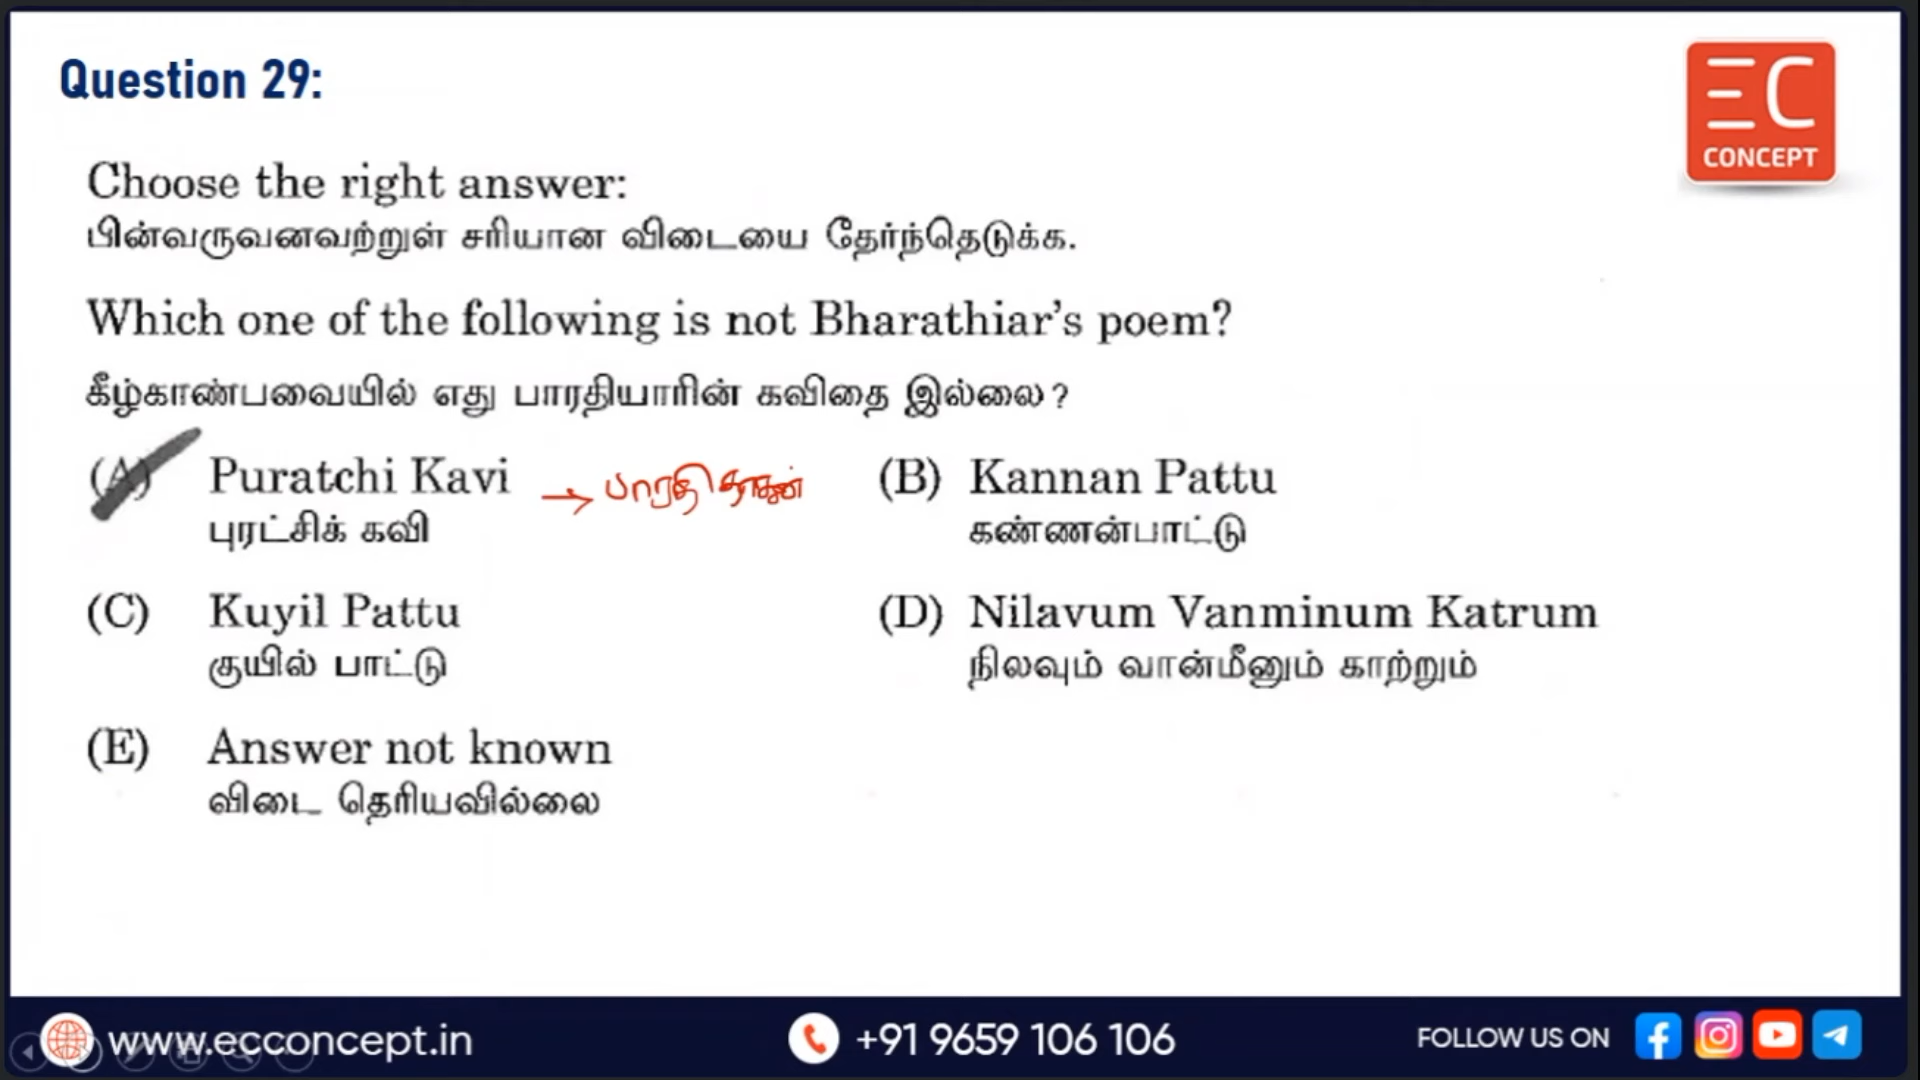 Question 29:
EC
CONCEPT
Choose the right answer:
பின்வருவனவற்றுள் சரியான விடையை தேர்ந்தெடுக்க.
Which one of the following is not Bharathiar's poem?
கீழ்காண்பவையில் எது பாரதியாரின் கவிதை இல்லை?
(A) Puratchi Kavi → பாரதிதாசன் (B) Kannan Pattu
புரட்சிக் கவி கண்ணன்பாட்டு
(C) Kuyil Pattu (D) Nilavum Vanminum Katrum
குயில் பாட்டு நிலவும் வான்மீனும் காற்றும்
(E) Answer not known
விடை தெரியவில்லை
www.ecconcept.in +91 9659 106 106 FOLLOW US ON